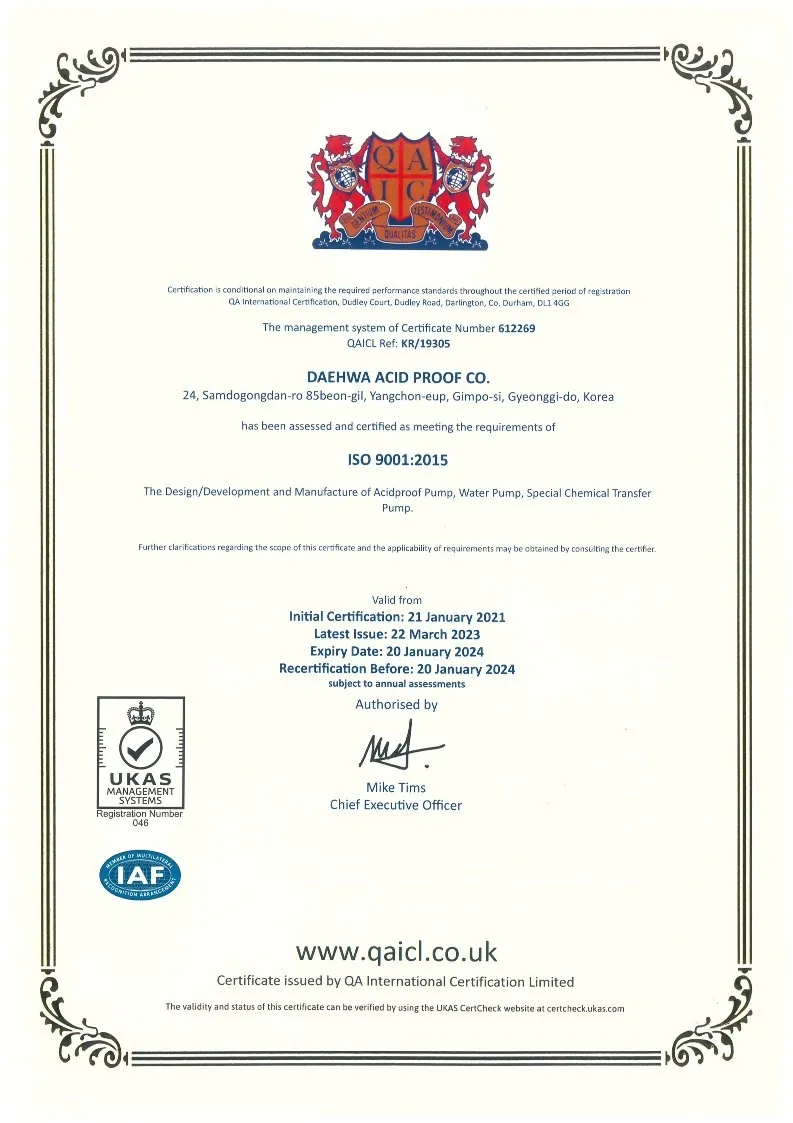 Q A
I C
GENTIUM
QUALITAS
TESTIMONIUM
Certification is conditional on maintaining the required performance standards throughout the certified period of registration
QA International Certification, Dudley Court, Dudley Road, Darlington, Co. Durham, DL1 4GG
The management system of Certificate Number 612269
QAICL Ref: KR/19305
DAEHWA ACID PROOF CO.
24, Samdogongdan-ro 85beon-gil, Yangchon-eup, Gimpo-si, Gyeonggi-do, Korea
has been assessed and certified as meeting the requirements of
ISO 9001:2015
The Design/Development and Manufacture of Acidproof Pump, Water Pump, Special Chemical Transfer
Pump.
Further clarifications regarding the scope of this certificate and the applicability of requirements may be obtained by consulting the certifier.
Valid from
Initial Certification: 21 January 2021
Latest Issue: 22 March 2023
Expiry Date: 20 January 2024
Recertification Before: 20 January 2024
subject to annual assessments
Authorised by
Mike Tims
Chief Executive Officer
UKAS
MANAGEMENT
SYSTEMS
Registration Number
046
MEMBER OF MULTILATERAL
IAF
RECOGNITION ARRANGEMENT
www.qaicl.co.uk
Certificate issued by QA International Certification Limited
The validity and status of this certificate can be verified by using the UKAS CertCheck website at certcheck.ukas.com